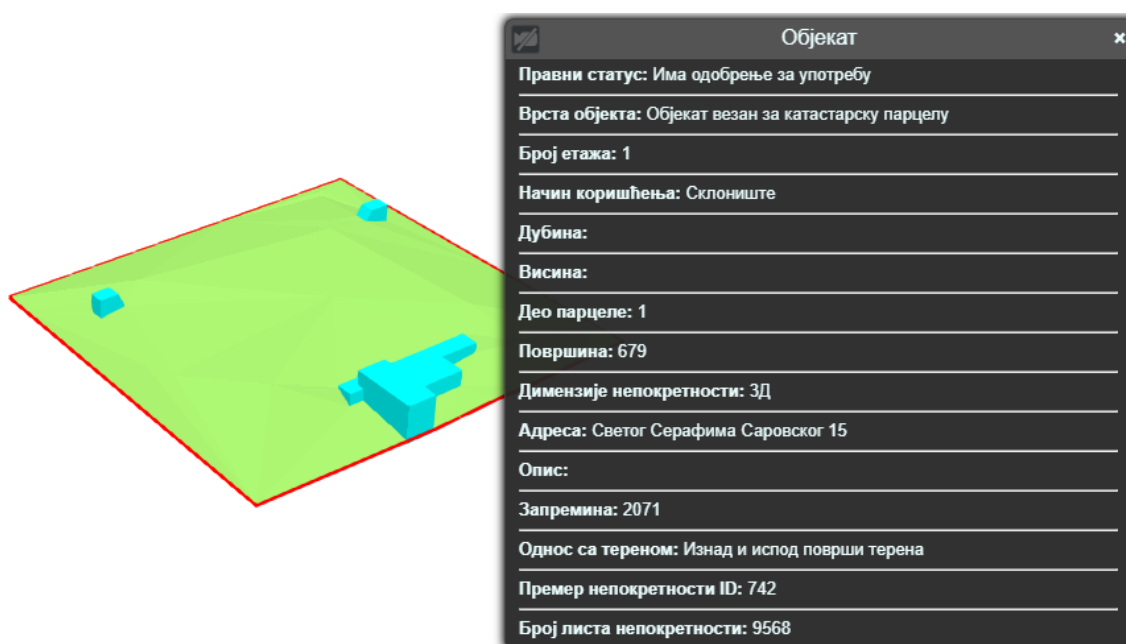 Објекат
Правни статус: Има одобрење за употребу
Врста објекта: Објекат везан за катастарску парцелу
Број етажа: 1
Начин коришћења: Склониште
Дубина:
Висина:
Део парцеле: 1
Површина: 679
Димензије непокретности: 3Д
Адреса: Светог Серафима Саровског 15
Опис:
Запремина: 2071
Однос са тереном: Изнад и испод површи терена
Премер непокретности ID: 742
Број листа непокретности: 9568